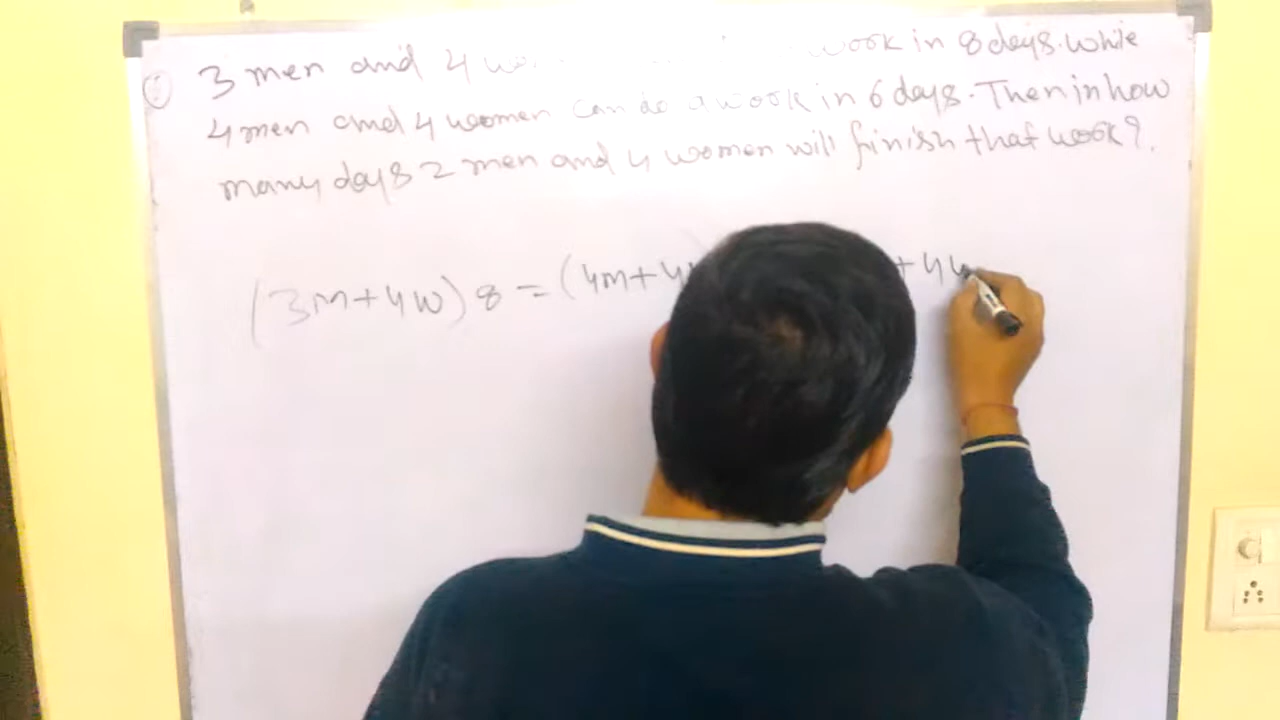 ① 3 men and 4 work in 8 days. while
4 men and 4 women can do a work in 6 days. Then in how
many days 2 men and 4 women will finish that work?
(3m+4w) 8 = (4m+4 +4w